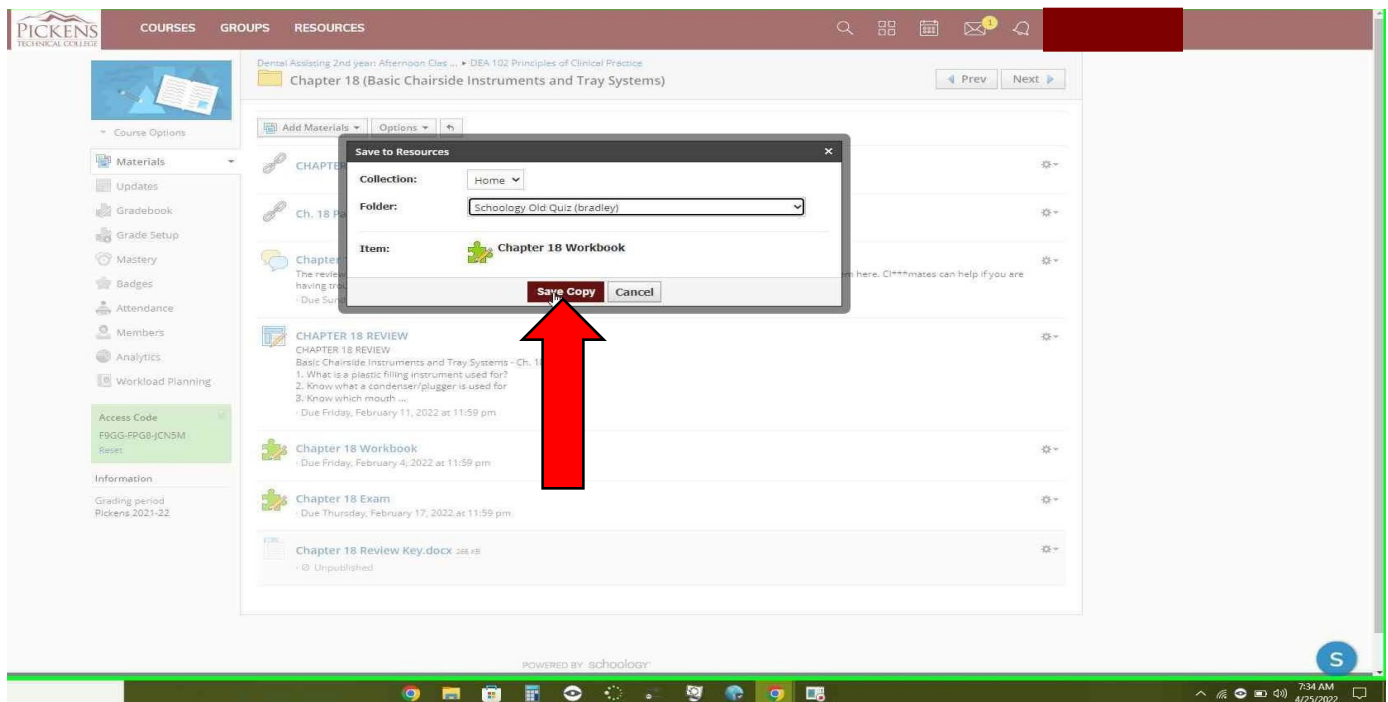 PICKENS
TECHNICAL COLLEGE
COURSES GROUPS RESOURCES
1
Dental Assisting 2nd year: Afternoon Clas ... ▸ DEA 102 Principles of Clinical Practice
Chapter 18 (Basic Chairside Instruments and Tray Systems)
Prev Next
Course Options
Add Materials Options
Materials
Updates
Gradebook
Grade Setup
Mastery
Badges
Attendance
Members
Analytics
Workload Planning
Access Code
F9GG-FPG8-JCN5M
Reset
Information
Grading period
Pickens 2021-22
CHAPTER
Ch. 18 Pa
Chapter
The review
having tro
m here. Cl***mates can help if you are
· Due Sund
Save to Resources ×
Collection: Home
Folder: Schoology Old Quiz (bradley)
Item: Chapter 18 Workbook
Save Copy Cancel
CHAPTER 18 REVIEW
CHAPTER 18 REVIEW
Basic Chairside Instruments and Tray Systems - Ch. 18
1. What is a plastic filling instrument used for?
2. Know what a condenser/plugger is used for
3. Know which mouth ...
· Due Friday, February 11, 2022 at 11:59 pm
Chapter 18 Workbook
· Due Friday, February 4, 2022 at 11:59 pm
Chapter 18 Exam
· Due Thursday, February 17, 2022 at 11:59 pm
Chapter 18 Review Key.docx 266 KB
· Unpublished
POWERED BY schoology
S
7:34 AM
4/25/2022